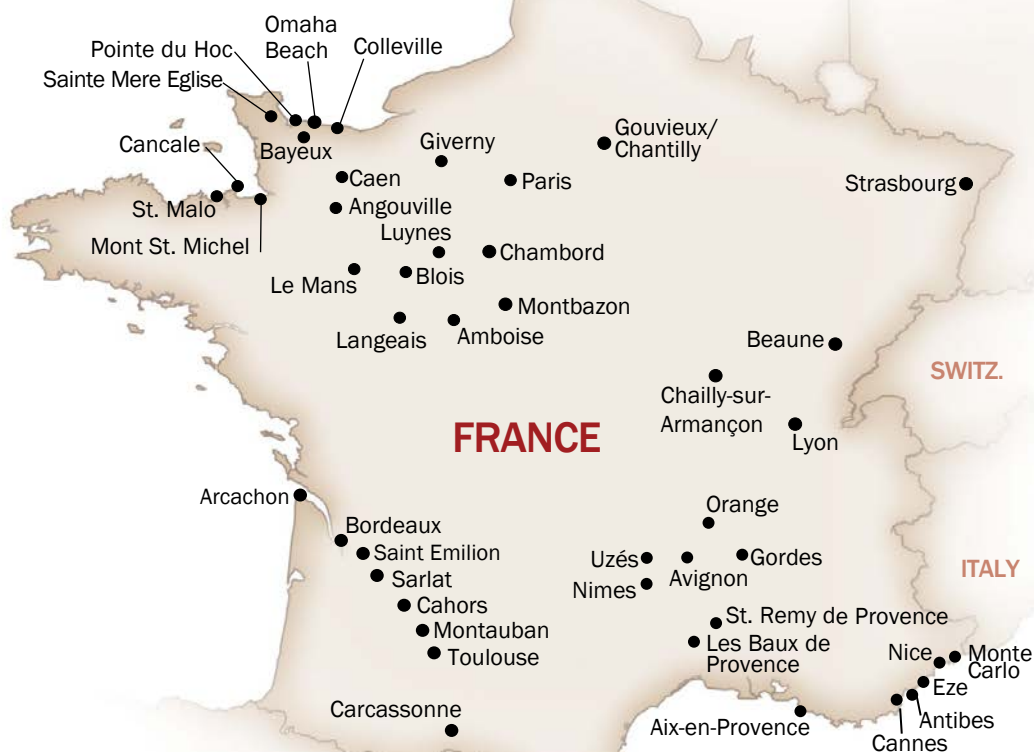 Omaha
Beach
Pointe du Hoc
Colleville
Sainte Mere Eglise
Cancale
Bayeux
Giverny
Gouvieux/
Chantilly
Caen
Paris
Strasbourg
St. Malo
Angouville
Mont St. Michel
Luynes
Chambord
Le Mans
Blois
Montbazon
Langeais
Amboise
Beaune
SWITZ.
Chailly-sur-
Armançon
FRANCE
Lyon
Arcachon
Orange
Bordeaux
Saint Emilion
Uzés
Gordes
Sarlat
Nimes
Avignon
ITALY
Cahors
St. Remy de Provence
Montauban
Les Baux de
Provence
Toulouse
Nice
Monte
Carlo
Eze
Carcassonne
Aix-en-Provence
Antibes
Cannes